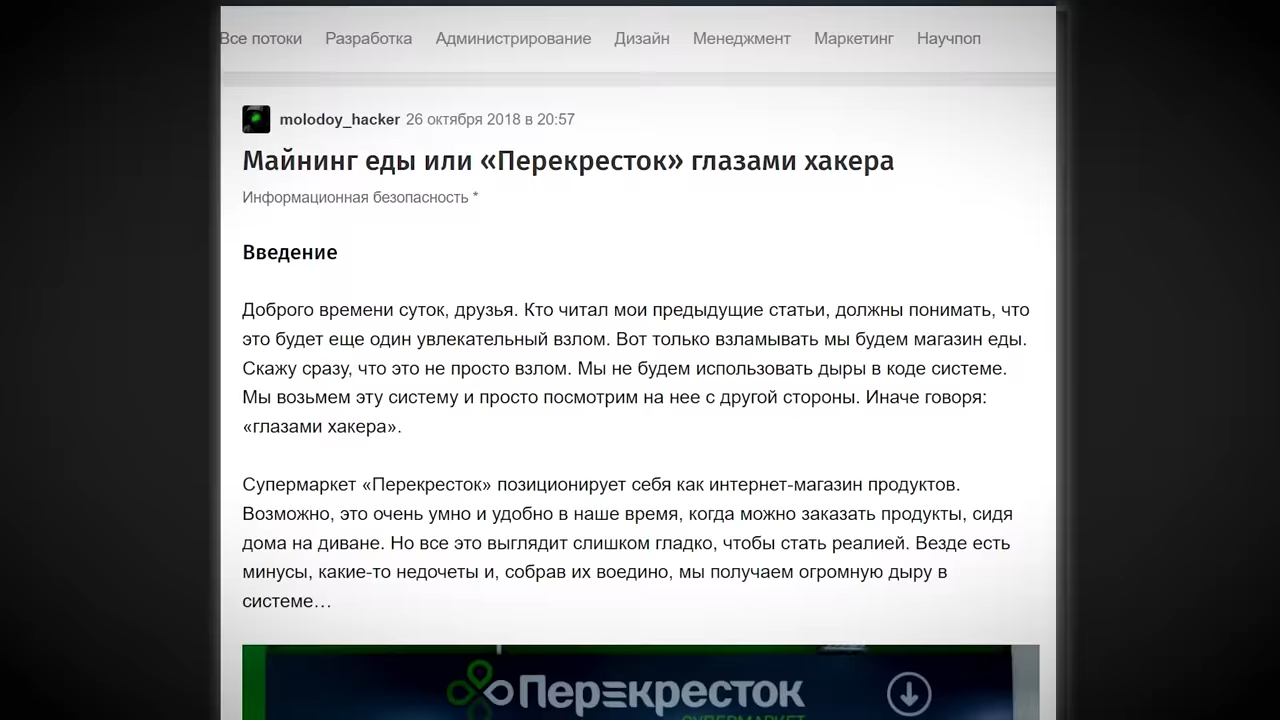 Все потоки Разработка Администрирование Дизайн Менеджмент Маркетинг Научпоп
molodoy_hacker 26 октября 2018 в 20:57
Майнинг еды или «Перекресток» глазами хакера
Информационная безопасность *
Введение
Доброго времени суток, друзья. Кто читал мои предыдущие статьи, должны понимать, что
это будет еще один увлекательный взлом. Вот только взламывать мы будем магазин еды.
Скажу сразу, что это не просто взлом. Мы не будем использовать дыры в коде системе.
Мы возьмем эту систему и просто посмотрим на нее с другой стороны. Иначе говоря:
«глазами хакера».
Супермаркет «Перекресток» позиционирует себя как интернет-магазин продуктов.
Возможно, это очень умно и удобно в наше время, когда можно заказать продукты, сидя
дома на диване. Но все это выглядит слишком гладко, чтобы стать реалией. Везде есть
минусы, какие-то недочеты и, собрав их воедино, мы получаем огромную дыру в
системе…
Перекресток